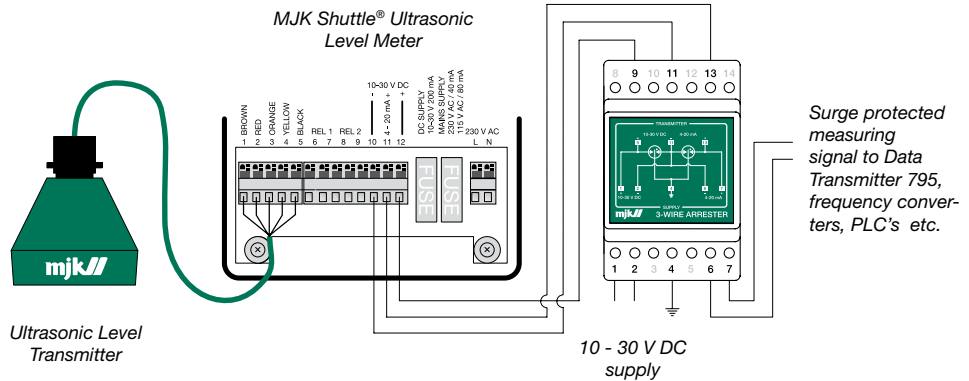 MJK Shuttle® Ultrasonic
Level Meter
BROWN
RED
ORANGE
YELLOW
BLACK
1 2 3 4 5 6 7 8 9 10 11 12
REL 1 REL 2
10-30 V DC
-
4 - 20 mA +
+
DC SUPPLY
10-30 V 200 mA
MAINS SUPPLY
230 V AC / 40 mA
115 V AC / 80 mA
230 V AC
L N
FUSE
FUSE
mjk
Ultrasonic Level
Transmitter
8 9 10 11 12 13 14
TRANSMITTER
10-30 V DC 4-20 mA
10-30 V DC 4-20 mA
SUPPLY
mjk 3-WIRE ARRESTER
1 2 3 4 5 6 7
10 - 30 V DC
supply
Surge protected
measuring
signal to Data
Transmitter 795,
frequency conver-
ters, PLC's etc.